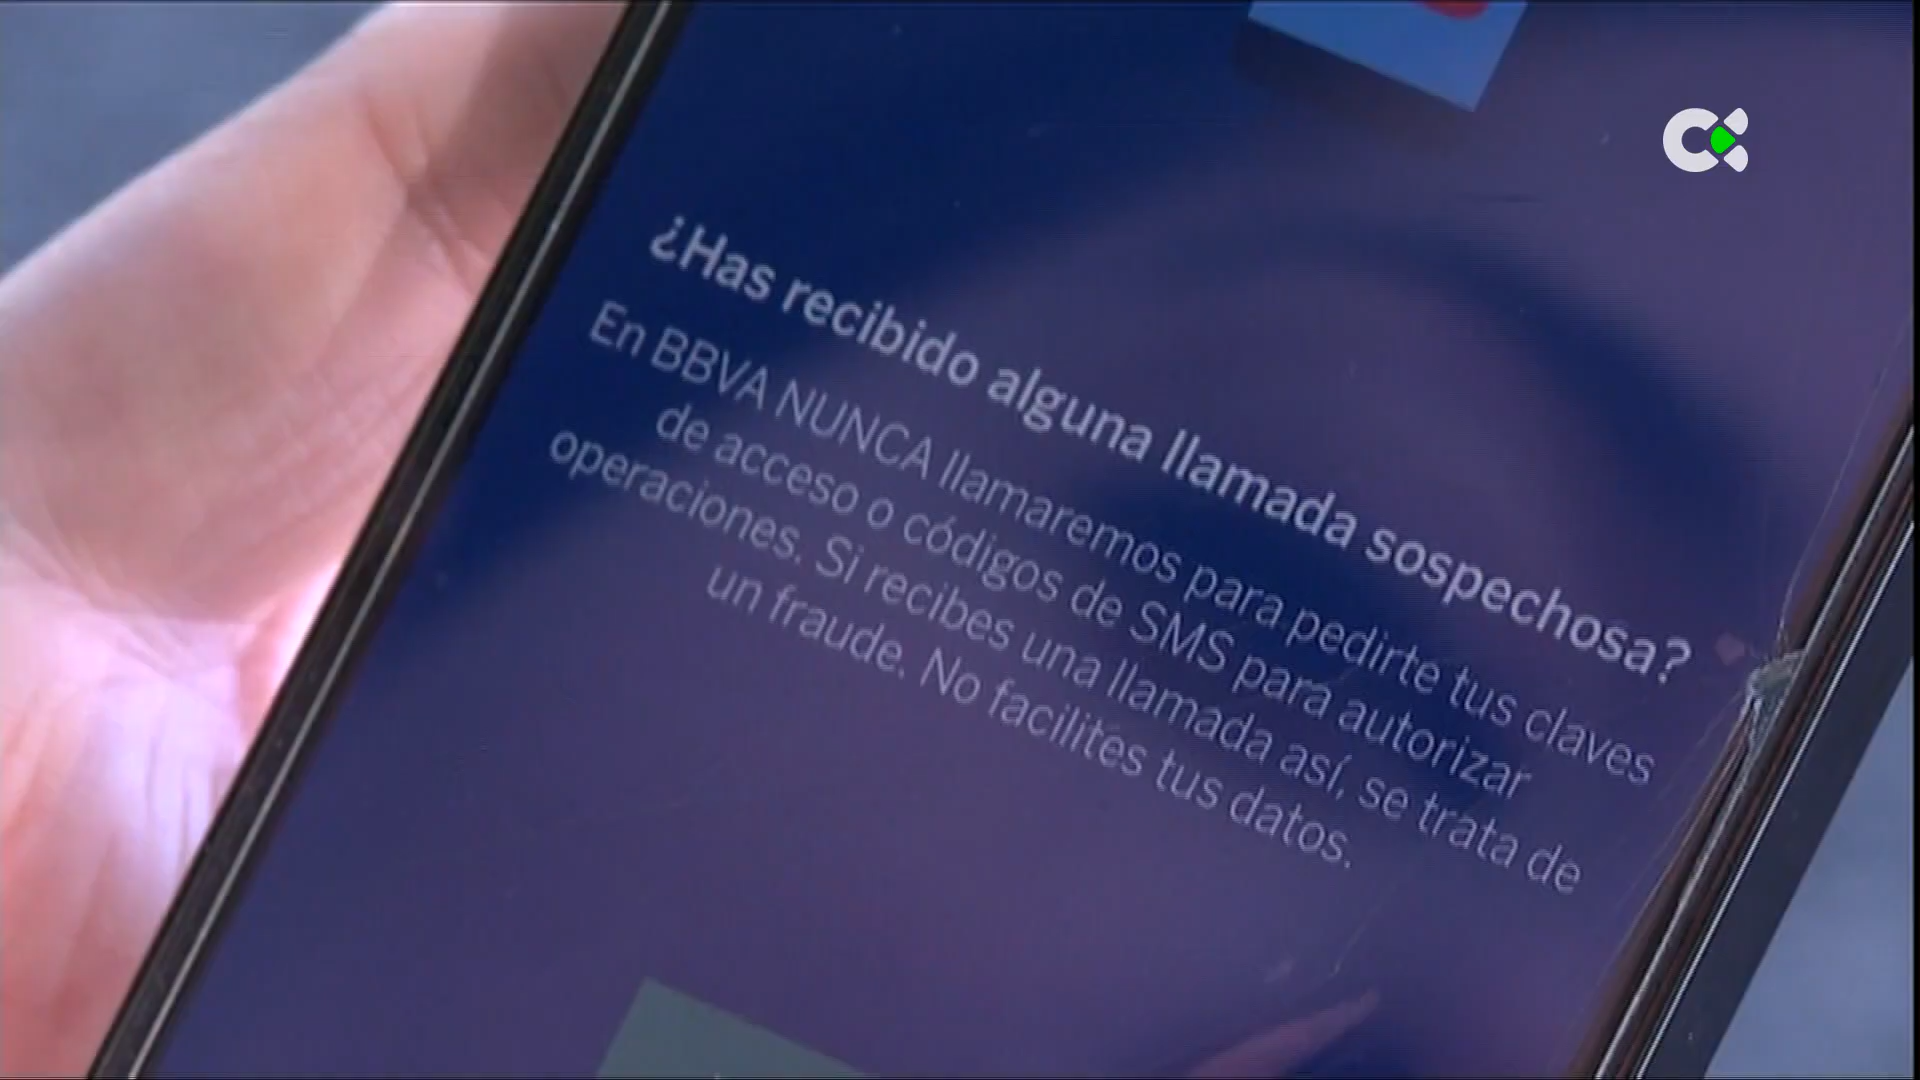 ¿Has recibido alguna llamada sospechosa?
En BBVA NUNCA llamaremos para pedirte tus claves
de acceso o códigos de SMS para autorizar
operaciones. Si recibes una llamada así, se trata de
un fraude. No facilites tus datos.